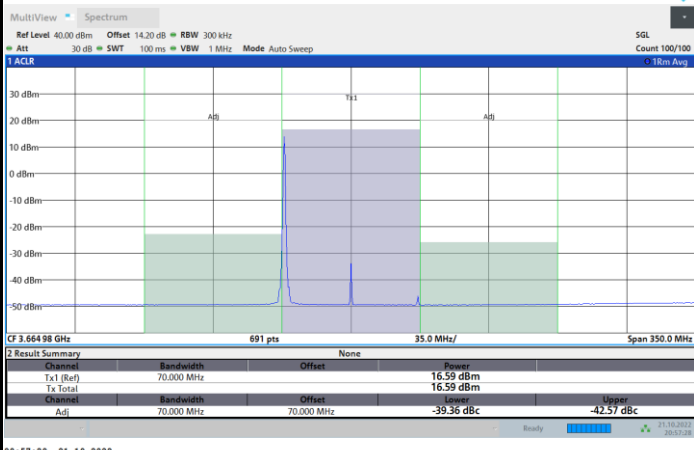 MultiView Spectrum
Ref Level 40.00 dBm Offset 14.20 dB RBW 300 kHz SGL
Att 30 dB SWT 100 ms VBW 1 MHz Mode Auto Sweep Count 100/100
1 ACLR 1Rm Avg
30 dBm
Tx1
20 dBm
Adj Adj
10 dBm
0 dBm
-10 dBm
-20 dBm
-30 dBm
-40 dBm
-50 dBm
CF 3.664 98 GHz 691 pts 35.0 MHz/ Span 350.0 MHz
2 Result Summary None
Channel Bandwidth Offset Power
Tx1 (Ref) 70.000 MHz 16.59 dBm
Tx Total 16.59 dBm
Channel Bandwidth Offset Lower Upper
Adj 70.000 MHz 70.000 MHz -39.36 dBc -42.57 dBc
Ready 21.10.2022
20:57:28